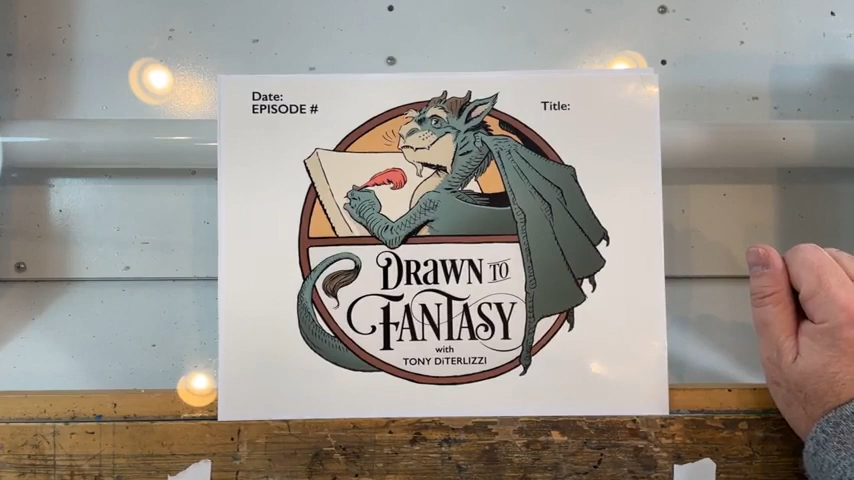 Date:
EPISODE #
Title:
DRAWN TO
FANTASY
with
TONY DiTERLIZZI